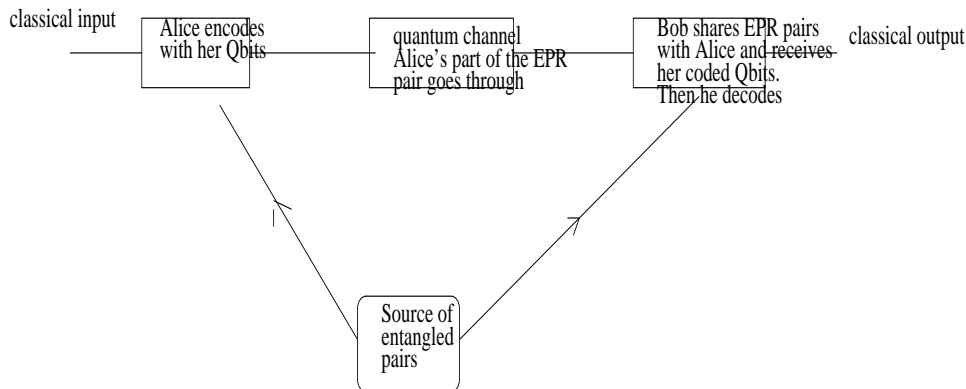 classical input
Alice encodes
with her Qbits
quantum channel
Alice's part of the EPR
pair goes through
Bob shares EPR pairs
with Alice and receives
her coded Qbits.
Then he decodes
classical output
Source of
entangled
pairs